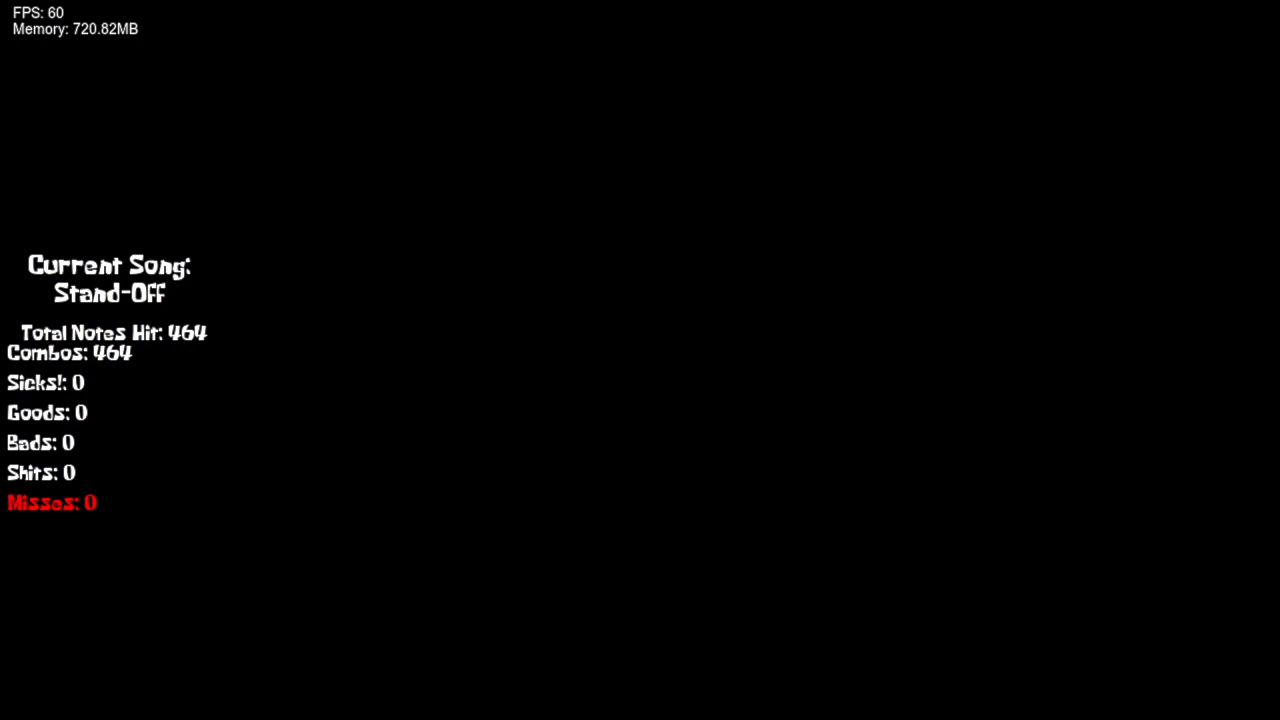 FPS: 60
Memory: 720.82MB
Current Song:
Stand-Off
Total Notes Hit: 464
Combos: 464
Sicks!: 0
Goods: 0
Bads: 0
Shits: 0
Misses: 0